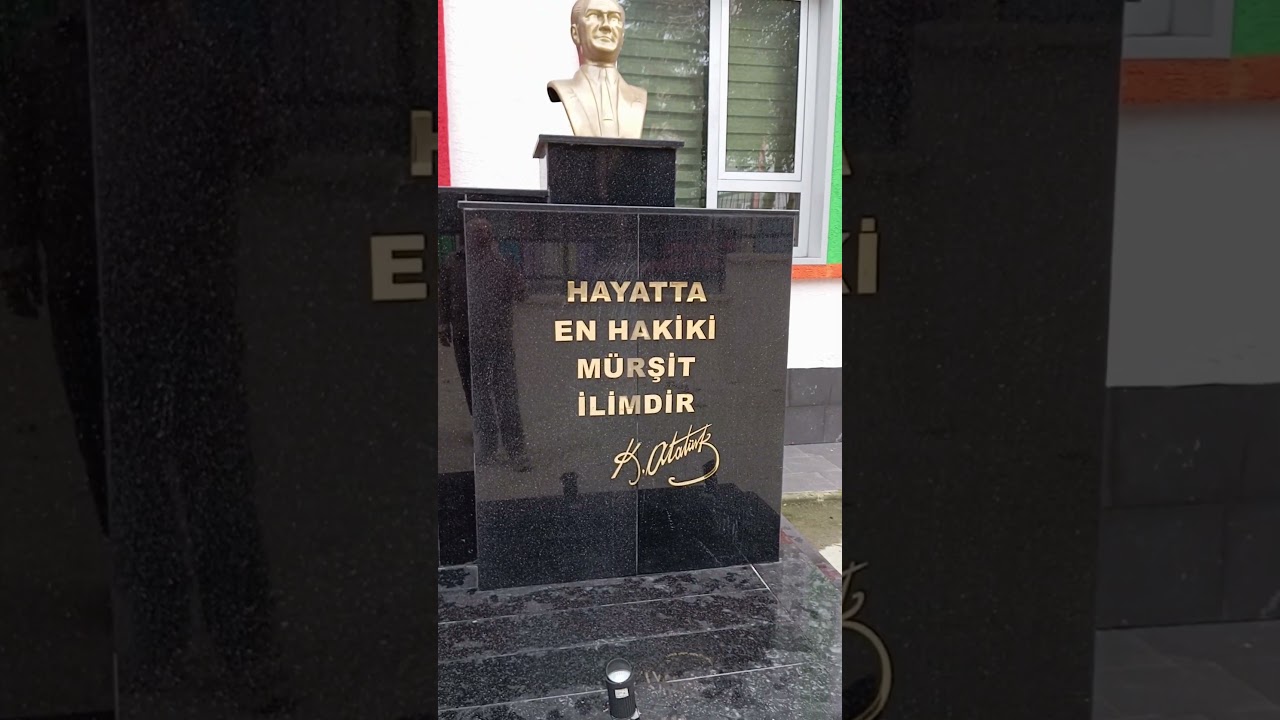 HAYATTA
EN HAKİKİ
MÜRŞİT
İLİMDİR
K. Atatürk